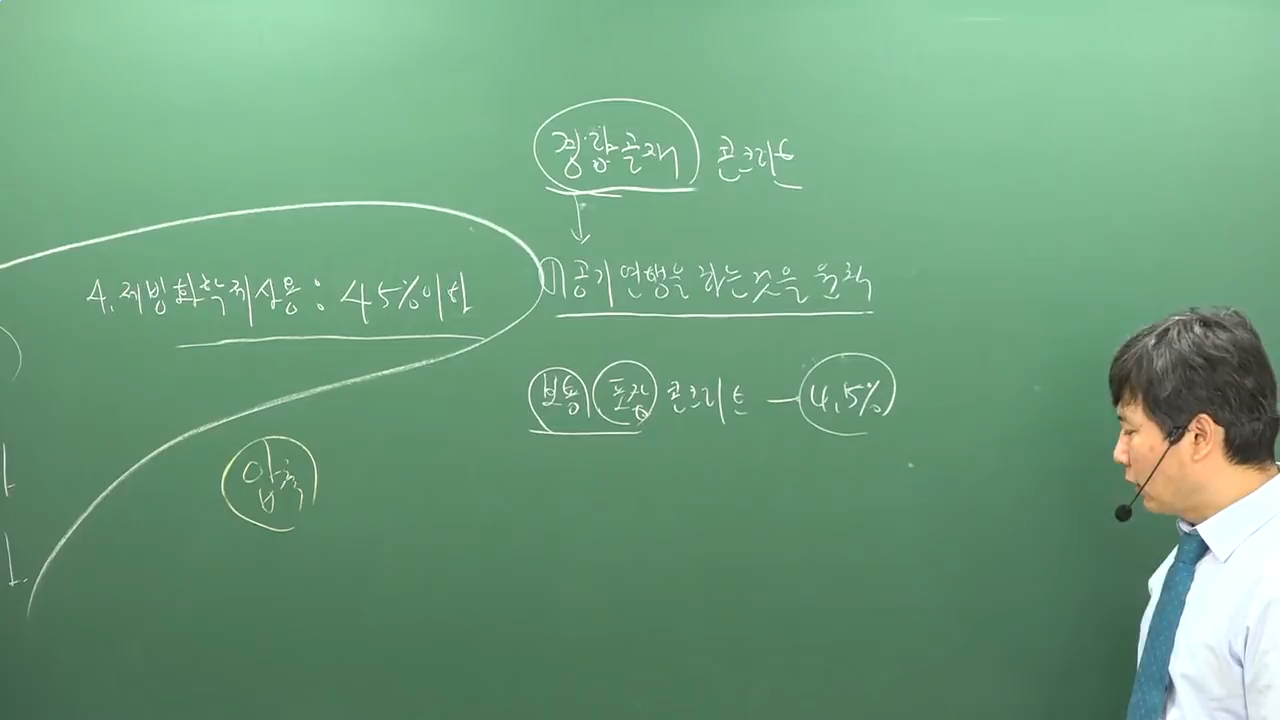 경량골재 콘크리트
4. 제빙화학제사용 : 45%이하
① 공기연행을 하는것을 원칙
보통, 포장 콘크리트 - 4.5%
압축